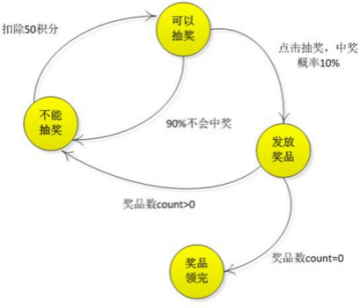 可以
抽奖
扣除50积分
点击抽奖，中奖
概率10%
不能
抽奖
90%不会中奖
发放
奖品
奖品数count>0
奖品
领完
奖品数count=0